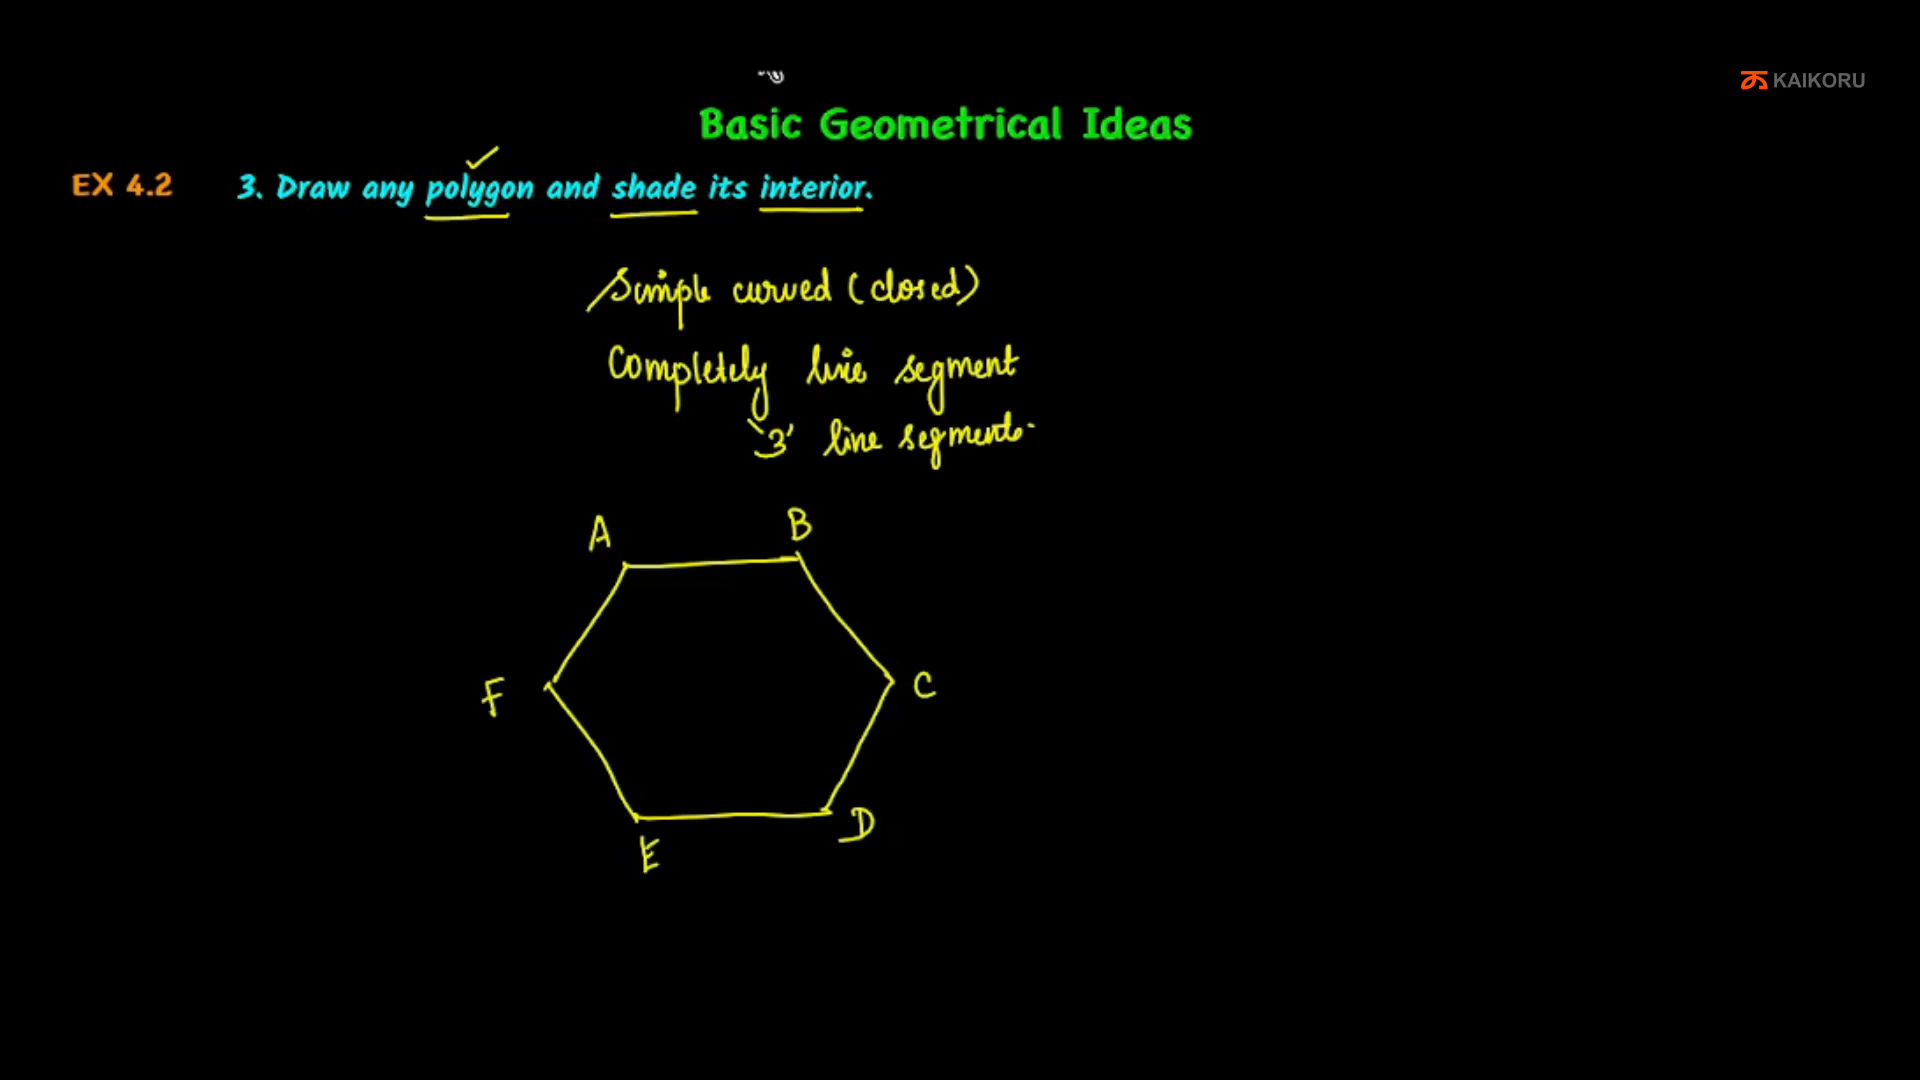 KAIKORU
Basic Geometrical Ideas
EX 4.2 3. Draw any polygon and shade its interior.
Simple curved (closed)
Completely line segment
'3' line segments.
A B
F C
E D